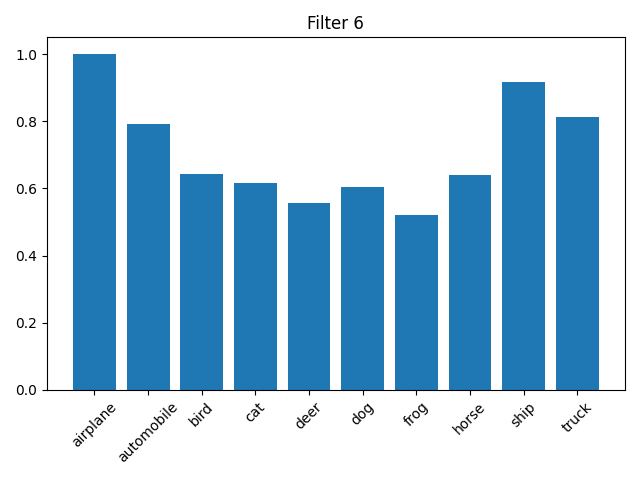 Filter 6
1.0
0.8
0.6
0.4
0.2
0.0
airplane
automobile
bird
cat
deer
dog
frog
horse
ship
truck